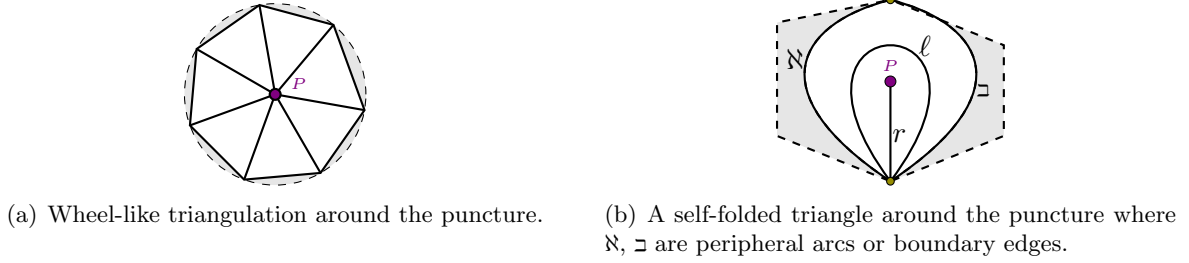 P
ℵ
ℓ
P
ℶ
r
(a) Wheel-like triangulation around the puncture.
(b) A self-folded triangle around the puncture where
ℵ, ℶ are peripheral arcs or boundary edges.